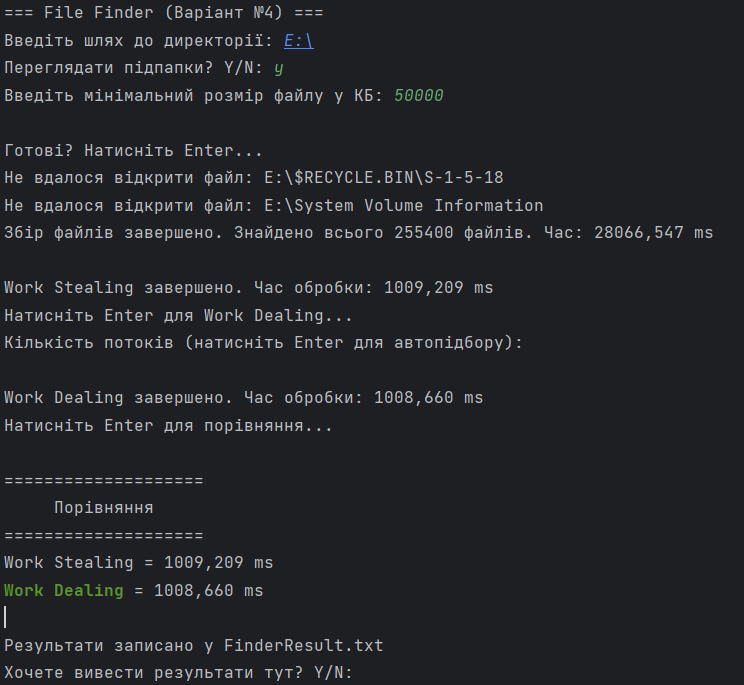 === File Finder (Варіант №4) ===
Введіть шлях до директорії: E:\
Переглядати підпапки? Y/N: y
Введіть мінімальний розмір файлу у КБ: 50000
Готові? Натисніть Enter...
Не вдалося відкрити файл: E:\$RECYCLE.BIN\S-1-5-18
Не вдалося відкрити файл: E:\System Volume Information
Збір файлів завершено. Знайдено всього 255400 файлів. Час: 28066,547 ms
Work Stealing завершено. Час обробки: 1009,209 ms
Натисніть Enter для Work Dealing...
Кількість потоків (натисніть Enter для автопідбору):
Work Dealing завершено. Час обробки: 1008,660 ms
Натисніть Enter для порівняння...
====================
Порівняння
====================
Work Stealing = 1009,209 ms
Work Dealing = 1008,660 ms
Результати записано у FinderResult.txt
Хочете вивести результати тут? Y/N: